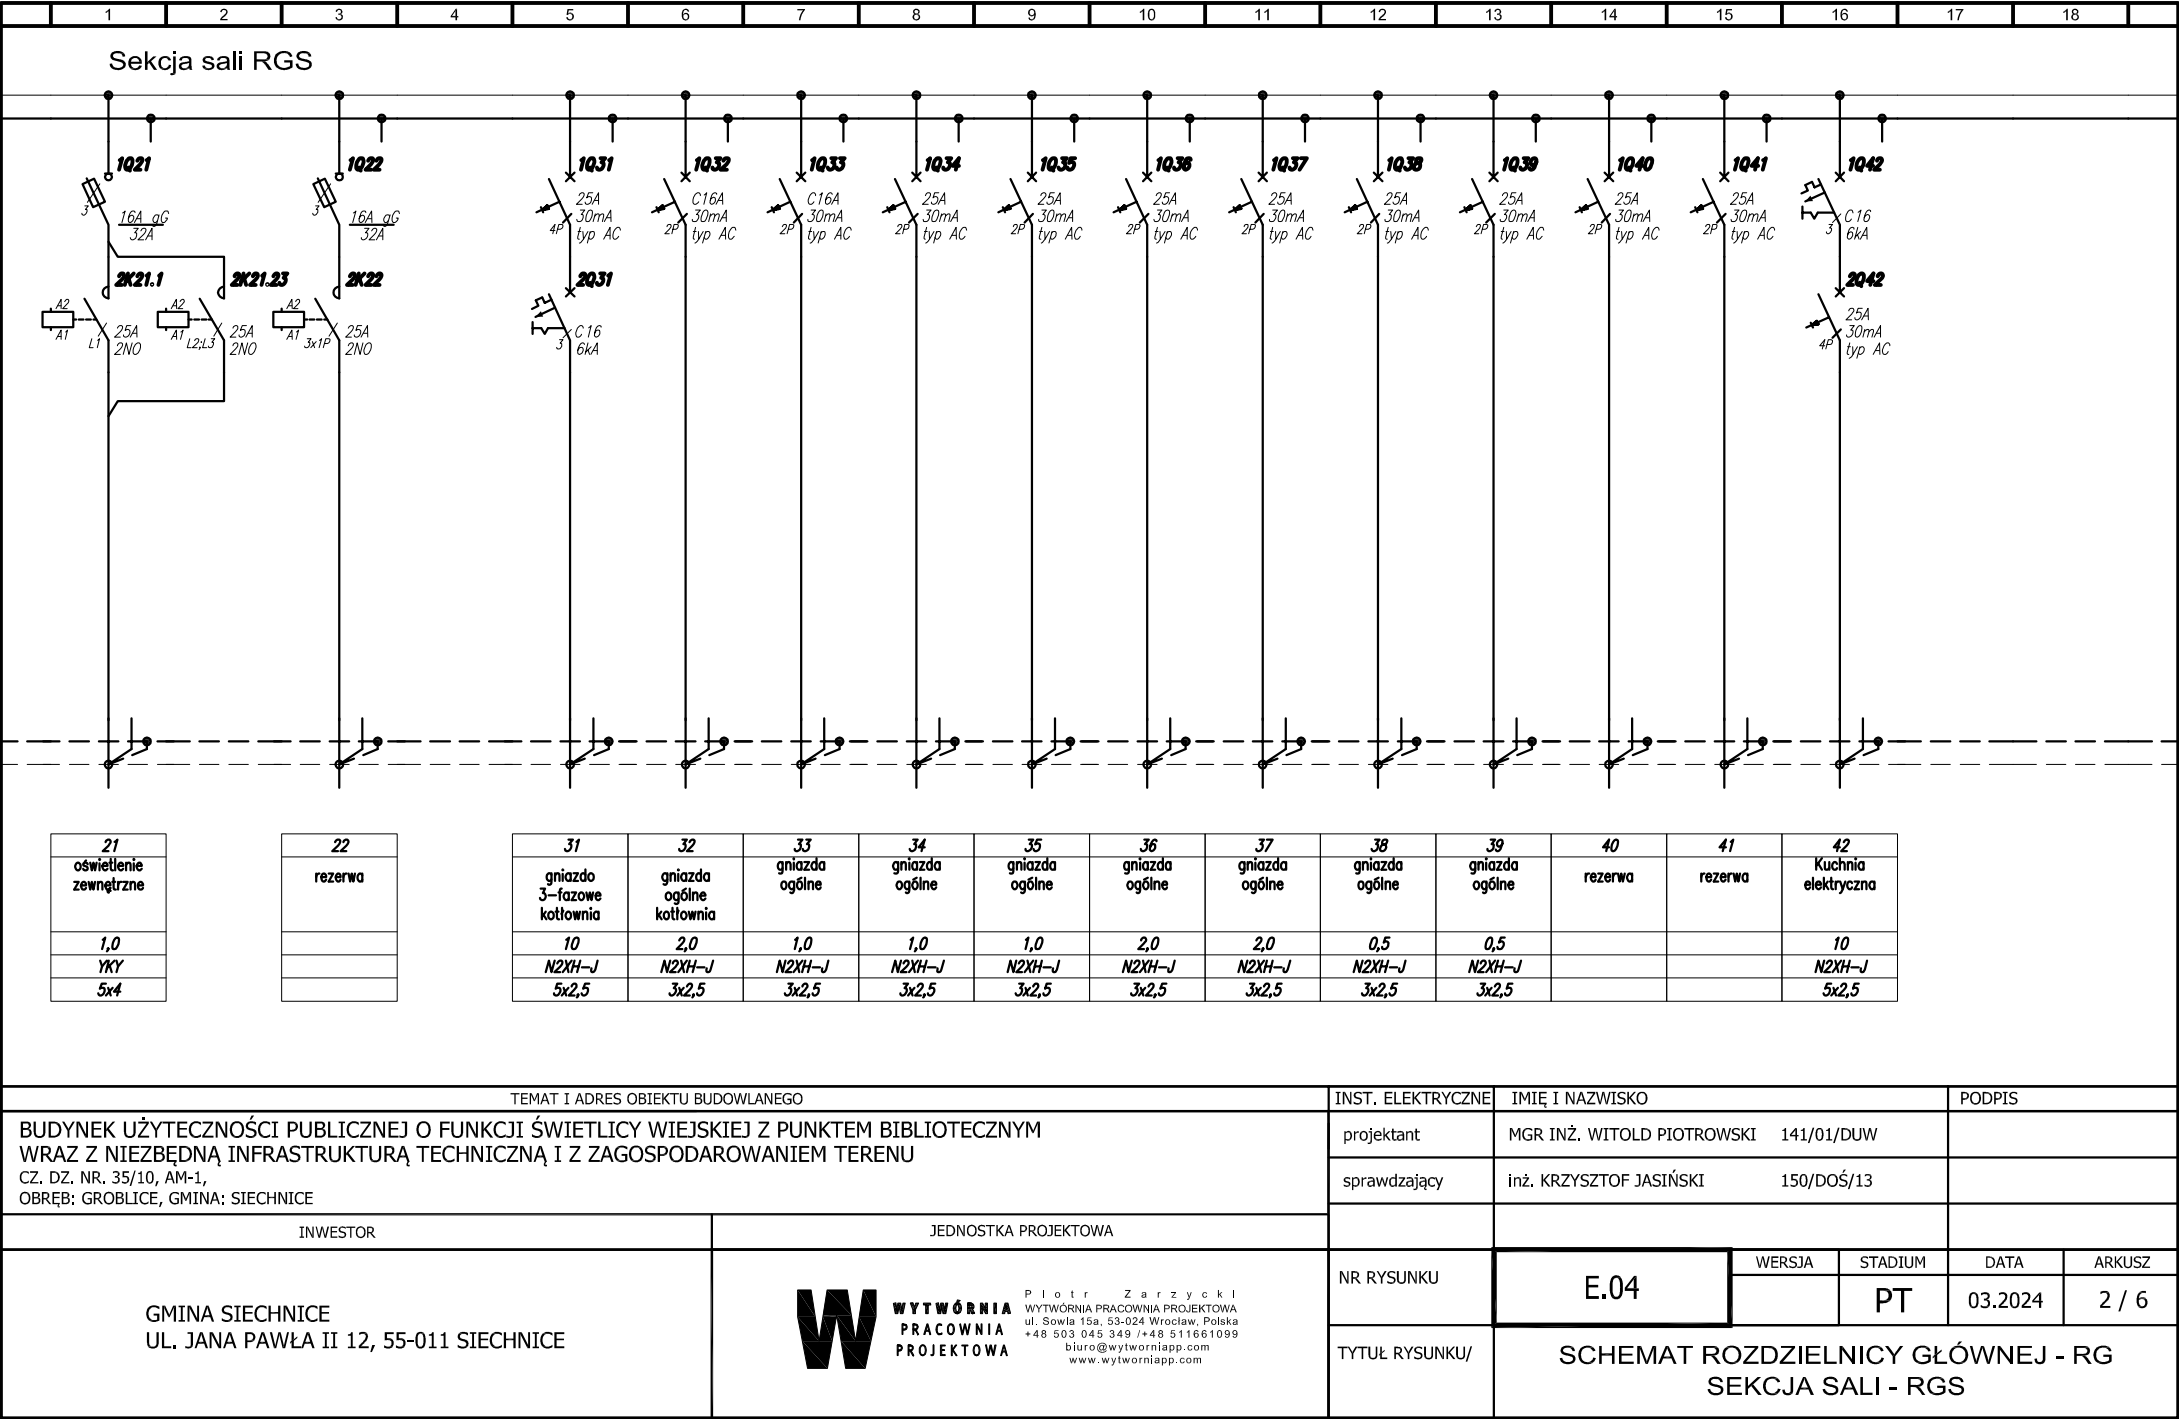 1 2 3 4 5 6 7 8 9 10 11 12 13 14 15 16 17 18
Sekcja sali RGS
1Q21 1Q22 1Q31 1Q32 1Q33 1Q34 1Q35 1Q36 1Q37 1Q38 1Q39 1Q40 1Q41 1Q42
3 16A gG 3 16A gG 25A C16A C16A 25A 25A 25A 25A 25A 25A 25A 25A C16
32A 32A 30mA 30mA 30mA 30mA 30mA 30mA 30mA 30mA 30mA 30mA 30mA 3 6kA
4P typ AC 2P typ AC 2P typ AC 2P typ AC 2P typ AC 2P typ AC 2P typ AC 2P typ AC 2P typ AC 2P typ AC 2P typ AC
2K21.1 2K21.23 2K22 2Q31 2Q42
A2 A2 A2 25A
A1 L1 25A A1 L2;L3 25A A1 3x1P 25A C16 30mA
2NO 2NO 2NO 3 6kA 4P typ AC
21 22 31 32 33 34 35 36 37 38 39 40 41 42
oświetlenie zewnętrzne
rezerwa
gniazdo 3-fazowe kotłownia
gniazda ogólne kotłownia
gniazda ogólne
gniazda ogólne
gniazda ogólne
gniazda ogólne
gniazda ogólne
gniazda ogólne
gniazda ogólne
rezerwa
rezerwa
Kuchnia elektryczna
1,0 10 2,0 1,0 1,0 1,0 2,0 2,0 0,5 0,5 10
YKY N2XH-J N2XH-J N2XH-J N2XH-J N2XH-J N2XH-J N2XH-J N2XH-J N2XH-J N2XH-J
5x4 5x2,5 3x2,5 3x2,5 3x2,5 3x2,5 3x2,5 3x2,5 3x2,5 3x2,5 5x2,5
TEMAT I ADRES OBIEKTU BUDOWLANEGO
BUDYNEK UŻYTECZNOŚCI PUBLICZNEJ O FUNKCJI ŚWIETLICY WIEJSKIEJ Z PUNKTEM BIBLIOTECZNYM
WRAZ Z NIEZBĘDNĄ INFRASTRUKTURĄ TECHNICZNĄ I Z ZAGOSPODAROWANIEM TERENU
CZ. DZ. NR. 35/10, AM-1,
OBRĘB: GROBLICE, GMINA: SIECHNICE
INST. ELEKTRYCZNE IMIĘ I NAZWISKO PODPIS
projektant MGR INŻ. WITOLD PIOTROWSKI 141/01/DUW
sprawdzający inż. KRZYSZTOF JASIŃSKI 150/DOŚ/13
INWESTOR
GMINA SIECHNICE
UL. JANA PAWŁA II 12, 55-011 SIECHNICE
JEDNOSTKA PROJEKTOWA
W
WYTWÓRNIA
PRACOWNIA
PROJEKTOWA
Piotr Zarzycki
WYTWÓRNIA PRACOWNIA PROJEKTOWA
ul. Sowia 15a, 53-024 Wrocław, Polska
+48 503 045 349 /+48 511661099
biuro@wytworniapp.com
www.wytworniapp.com
NR RYSUNKU E.04
WERSJA STADIUM DATA ARKUSZ
PT 03.2024 2 / 6
TYTUŁ RYSUNKU/
SCHEMAT ROZDZIELNICY GŁÓWNEJ - RG
SEKCJA SALI - RGS